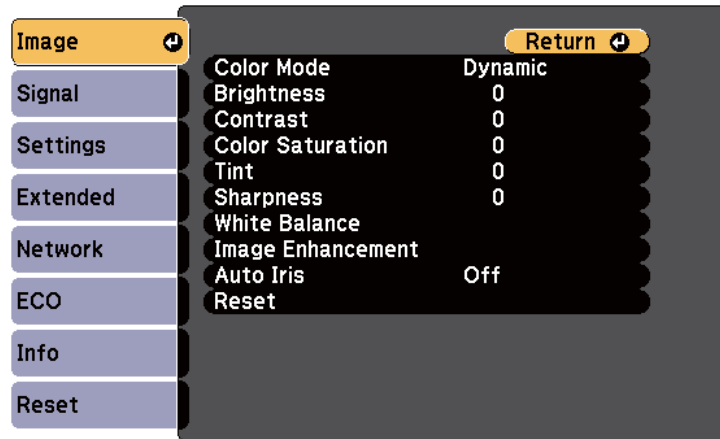 Image
Signal
Settings
Extended
Network
ECO
Info
Reset
Return
Color Mode Dynamic
Brightness 0
Contrast 0
Color Saturation 0
Tint 0
Sharpness 0
White Balance
Image Enhancement
Auto Iris Off
Reset